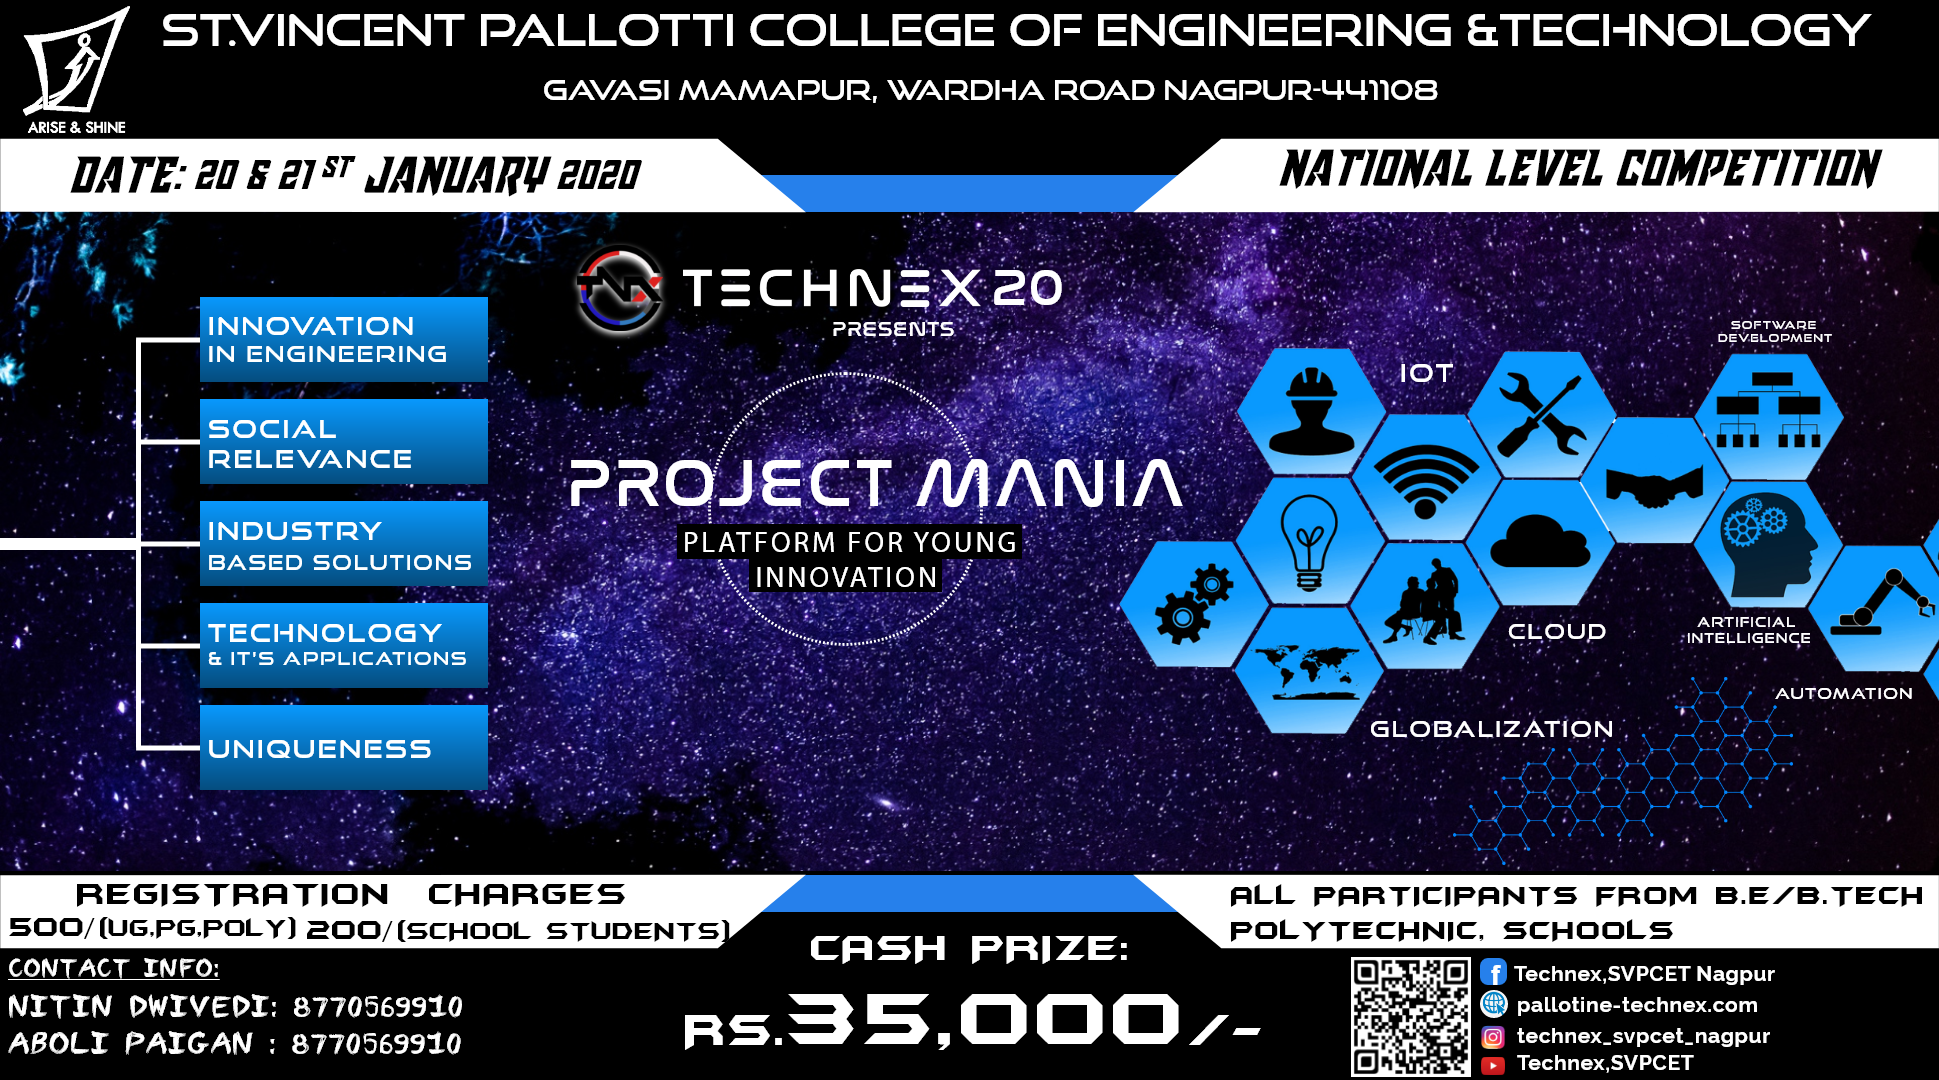 ST.VINCENT PALLOTTI COLLEGE OF ENGINEERING &TECHNOLOGY
GAVASI MAMAPUR, WARDHA ROAD NAGPUR-441108
ARISE & SHINE
DATE: 20 & 21ST JANUARY 2020
NATIONAL LEVEL COMPETITION
TNX
TECHNEX 20
PRESENTS
INNOVATION
IN ENGINEERING
SOCIAL
RELEVANCE
INDUSTRY
BASED SOLUTIONS
TECHNOLOGY
& IT'S APPLICATIONS
UNIQUENESS
PROJECT MANIA
PLATFORM FOR YOUNG
INNOVATION
SOFTWARE
DEVELOPMENT
IOT
CLOUD
ARTIFICIAL
INTELLIGENCE
AUTOMATION
GLOBALIZATION
REGISTRATION CHARGES
500/(UG,PG,POLY) 200/(SCHOOL STUDENTS)
ALL PARTICIPANTS FROM B.E/B.TECH
POLYTECHNIC, SCHOOLS
CONTACT INFO:
NITIN DWIVEDI: 8770569910
ABOLI PAIGAN : 8770569910
CASH PRIZE:
RS.35,000/-
Technex,SVPCET Nagpur
pallotine-technex.com
technex_svpcet_nagpur
Technex,SVPCET